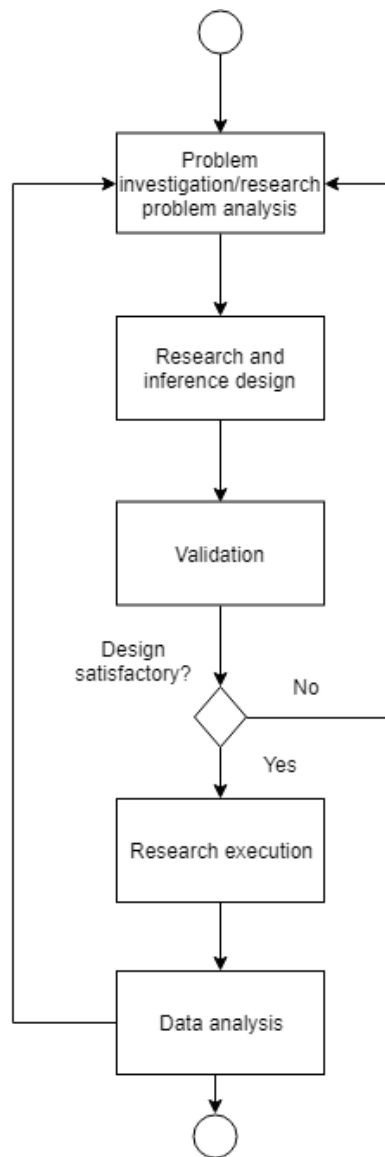 Problem
investigation/research
problem analysis
Research and
inference design
Validation
Design
satisfactory?
No
Yes
Research execution
Data analysis